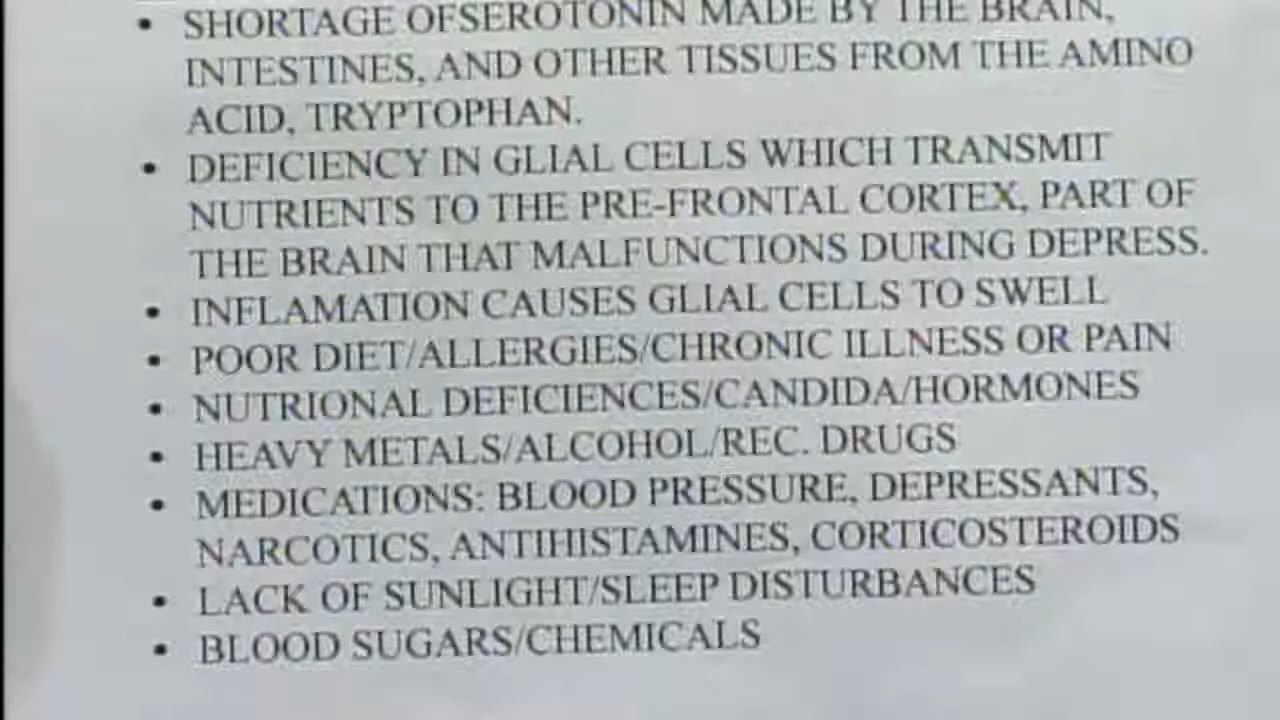 • SHORTAGE OFSEROTONIN MADE BY THE BRAIN,
INTESTINES, AND OTHER TISSUES FROM THE AMINO
ACID, TRYPTOPHAN.
• DEFICIENCY IN GLIAL CELLS WHICH TRANSMIT
NUTRIENTS TO THE PRE-FRONTAL CORTEX, PART OF
THE BRAIN THAT MALFUNCTIONS DURING DEPRESS.
• INFLAMATION CAUSES GLIAL CELLS TO SWELL
• POOR DIET/ALLERGIES/CHRONIC ILLNESS OR PAIN
• NUTRIONAL DEFICIENCES/CANDIDA/HORMONES
• HEAVY METALS/ALCOHOL/REC. DRUGS
• MEDICATIONS: BLOOD PRESSURE, DEPRESSANTS,
NARCOTICS, ANTIHISTAMINES, CORTICOSTEROIDS
• LACK OF SUNLIGHT/SLEEP DISTURBANCES
• BLOOD SUGARS/CHEMICALS